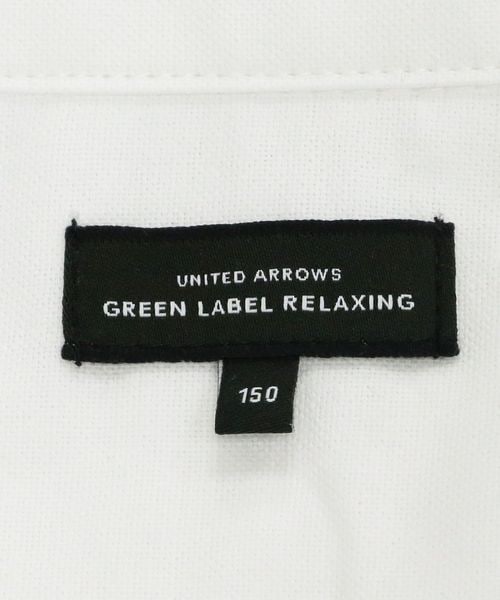 UNITED ARROWS
GREEN LABEL RELAXING
150